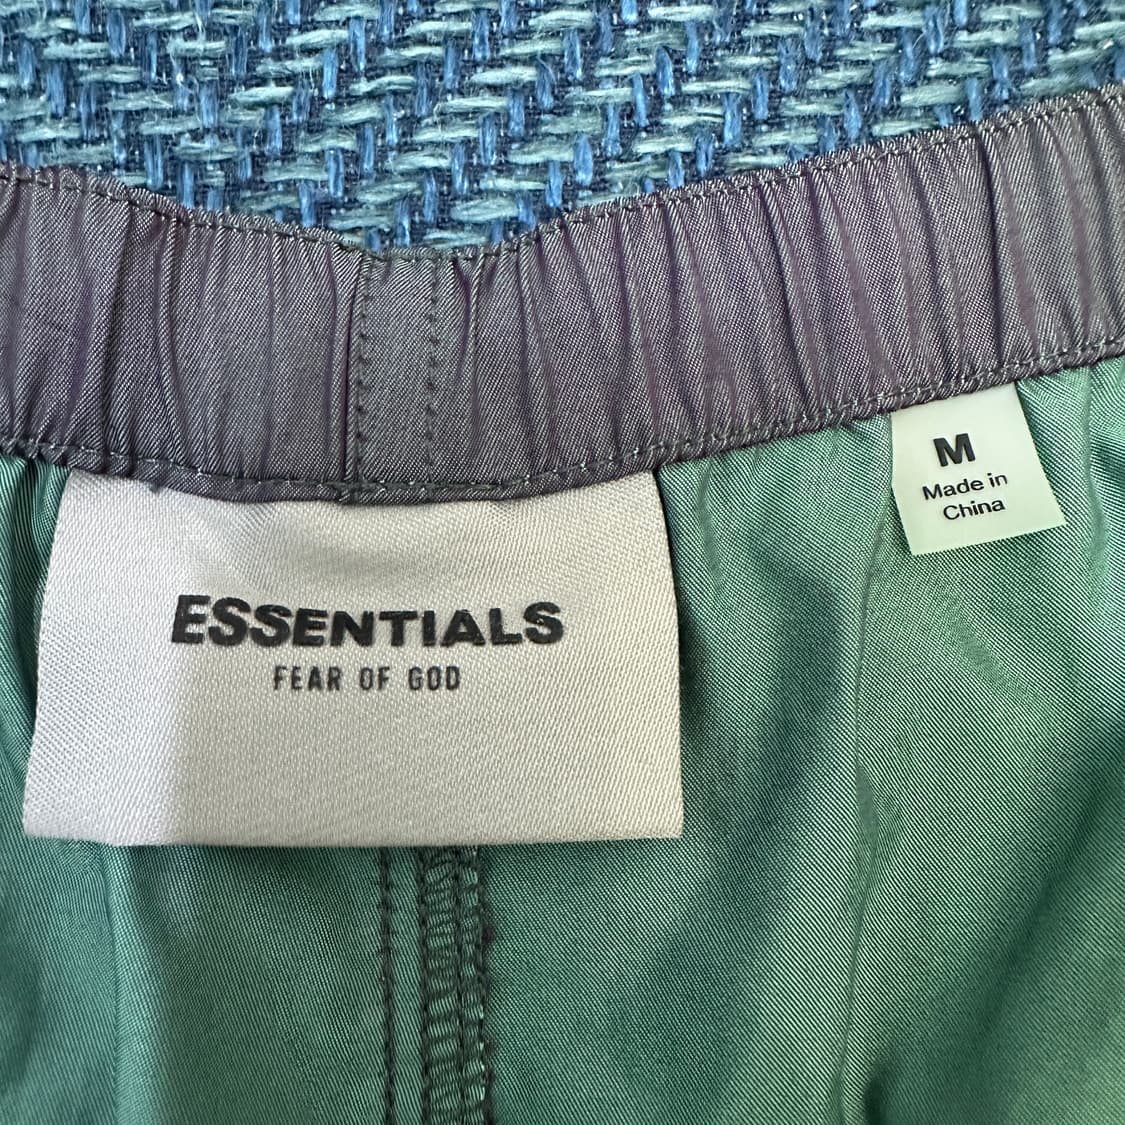 ESSENTIALS
FEAR OF GOD
M
Made in
China